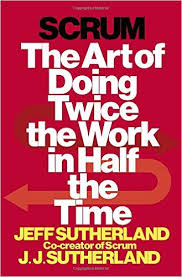 SCRUM
The Art of
Doing
Twice
the Work
in Half
the
Time
JEFF SUTHERLAND
Co-creator of Scrum
J. J. SUTHERLAND